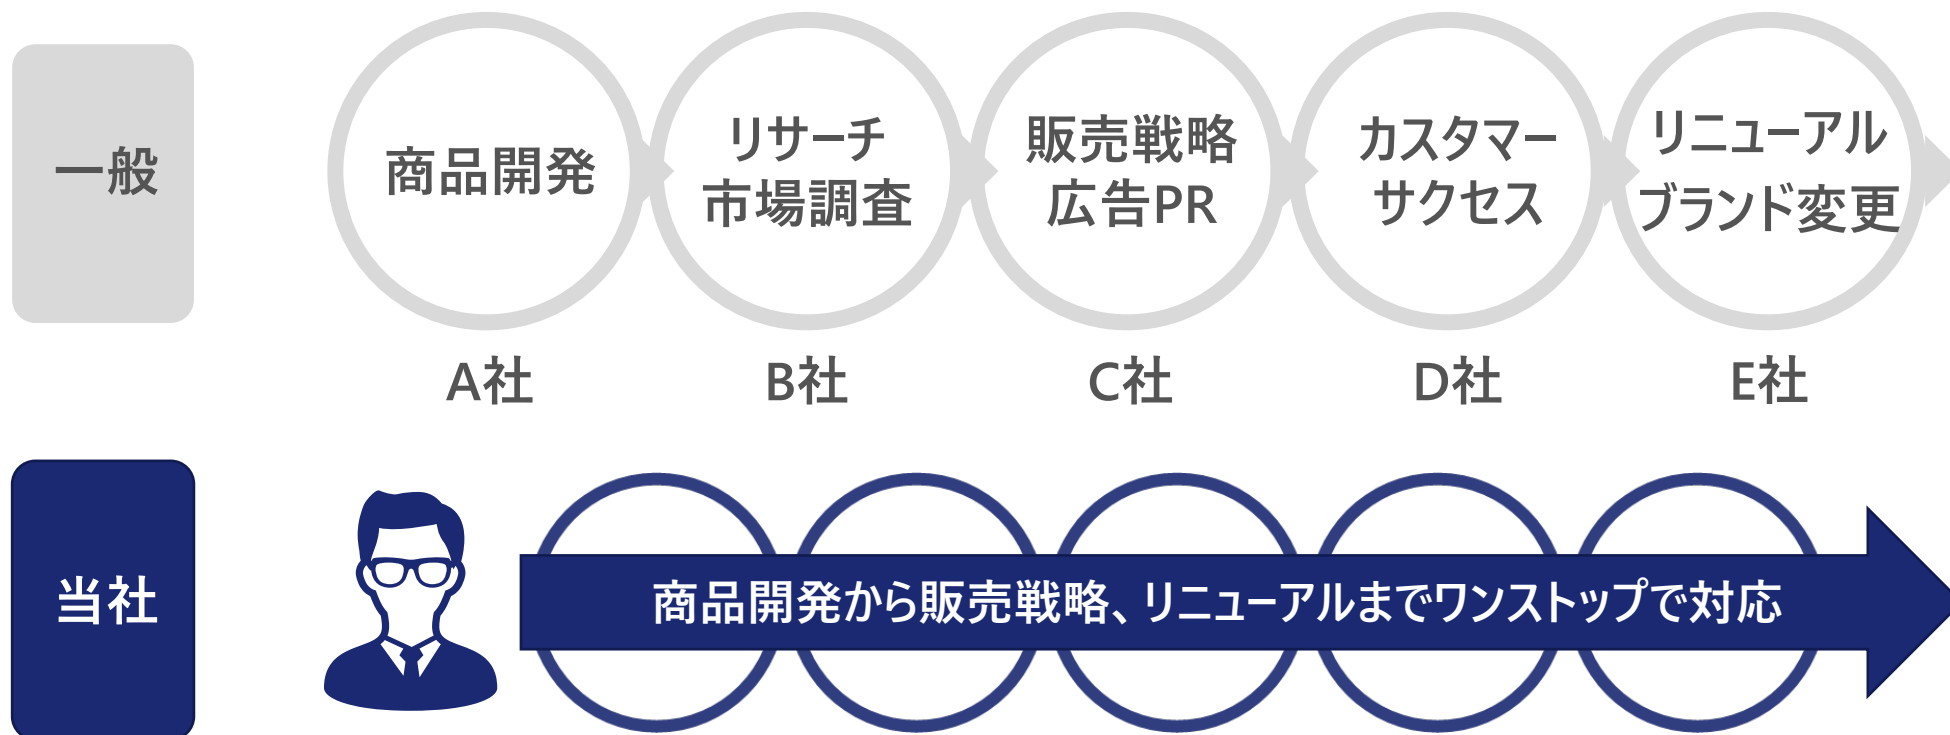 一般
商品開発
リサーチ
市場調査
販売戦略
広告PR
カスタマー
サクセス
リニューアル
ブランド変更
A社
B社
C社
D社
E社
当社
商品開発から販売戦略、リニューアルまでワンストップで対応